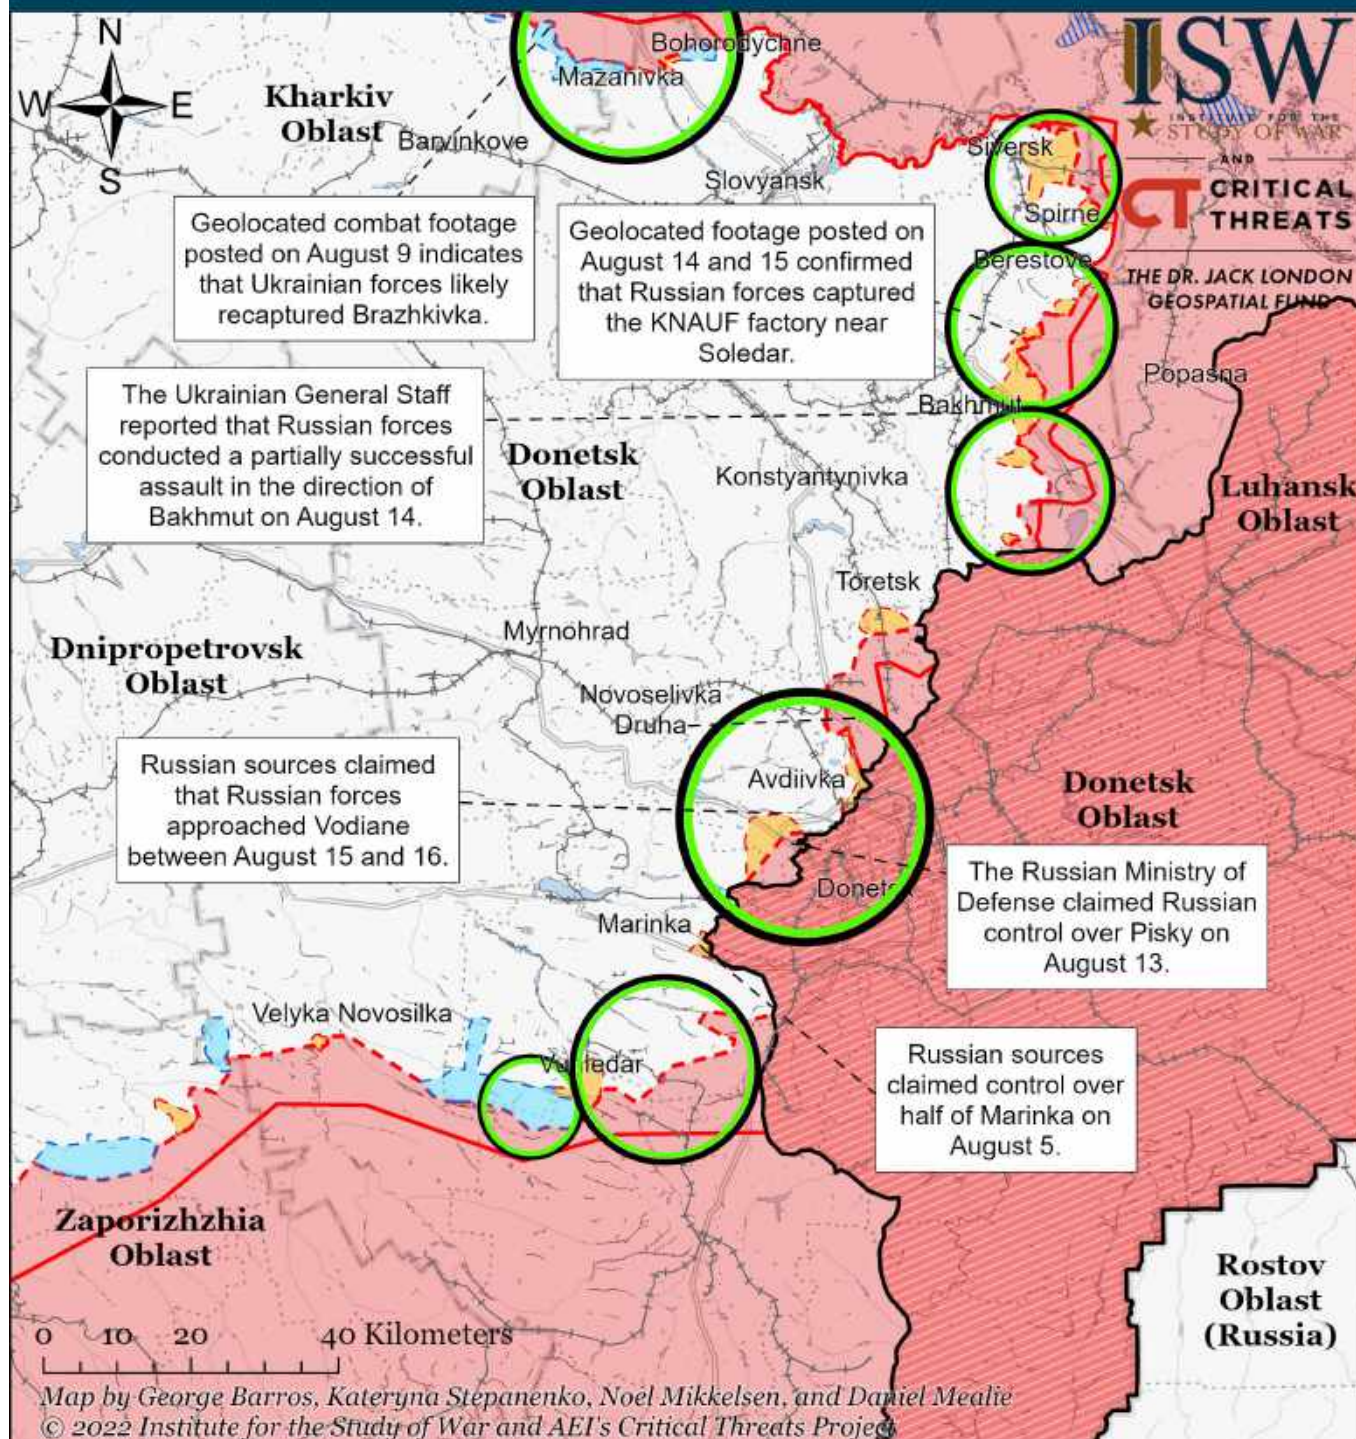 N
W
E
S
Kharkiv
Oblast
Barvinkove
Bohorodychne
Mazanivka
Slovyansk
Siversk
Spirne
Berestove
ISW
INSTITUTE FOR THE
STUDY OF WAR
AND
CT CRITICAL
THREATS
THE DR. JACK LONDON
GEOSPATIAL FUND
Geolocated combat footage
posted on August 9 indicates
that Ukrainian forces likely
recaptured Brazhkivka.
Geolocated footage posted on
August 14 and 15 confirmed
that Russian forces captured
the KNAUF factory near
Soledar.
The Ukrainian General Staff
reported that Russian forces
conducted a partially successful
assault in the direction of
Bakhmut on August 14.
Popasna
Bakhmut
Donetsk
Oblast
Konstyantynivka
Luhansk
Oblast
Toretsk
Myrnohrad
Dnipropetrovsk
Oblast
Novoselivka
Druha
Avdiivka
Donetsk
Oblast
Russian sources claimed
that Russian forces
approached Vodiane
between August 15 and 16.
Donetsk
Marinka
The Russian Ministry of
Defense claimed Russian
control over Pisky on
August 13.
Velyka Novosilka
Vuhledar
Russian sources
claimed control over
half of Marinka on
August 5.
Zaporizhzhia
Oblast
Rostov
Oblast
(Russia)
0 10 20 40 Kilometers
Map by George Barros, Kateryna Stepanenko, Noel Mikkelsen, and Daniel Mealie
© 2022 Institute for the Study of War and AEI's Critical Threats Project